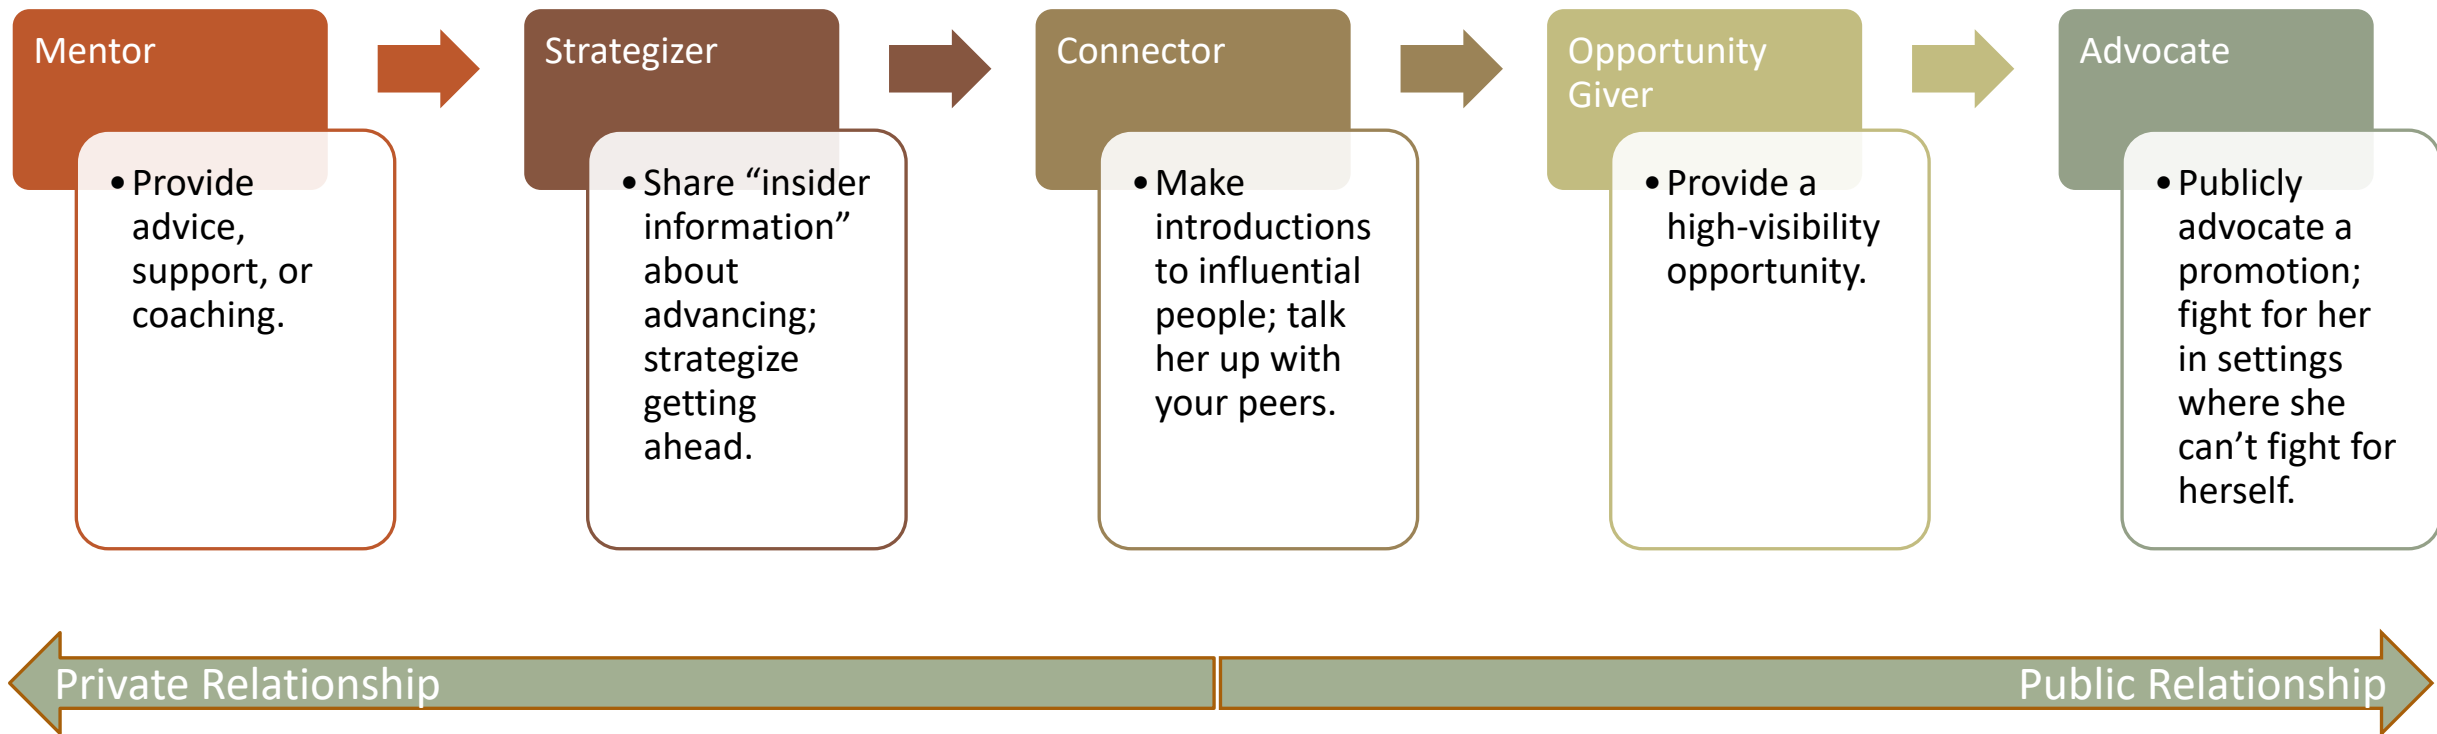 Mentor
• Provide
advice,
support, or
coaching.
Strategizer
• Share “insider
information”
about
advancing;
strategize
getting
ahead.
Connector
• Make
introductions
to influential
people; talk
her up with
your peers.
Opportunity
Giver
• Provide a
high-visibility
opportunity.
Advocate
• Publicly
advocate a
promotion;
fight for her
in settings
where she
can’t fight for
herself.
Private Relationship
Public Relationship